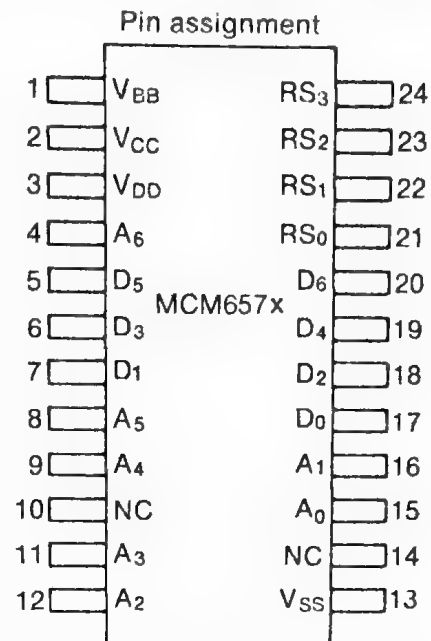 Pin assignment
1 VBB RS3 24
2 VCC RS2 23
3 VDD RS1 22
4 A6 RS0 21
5 D5 D6 20
MCM657x
6 D3 D4 19
7 D1 D2 18
8 A5 D0 17
9 A4 A1 16
10 NC A0 15
11 A3 NC 14
12 A2 VSS 13